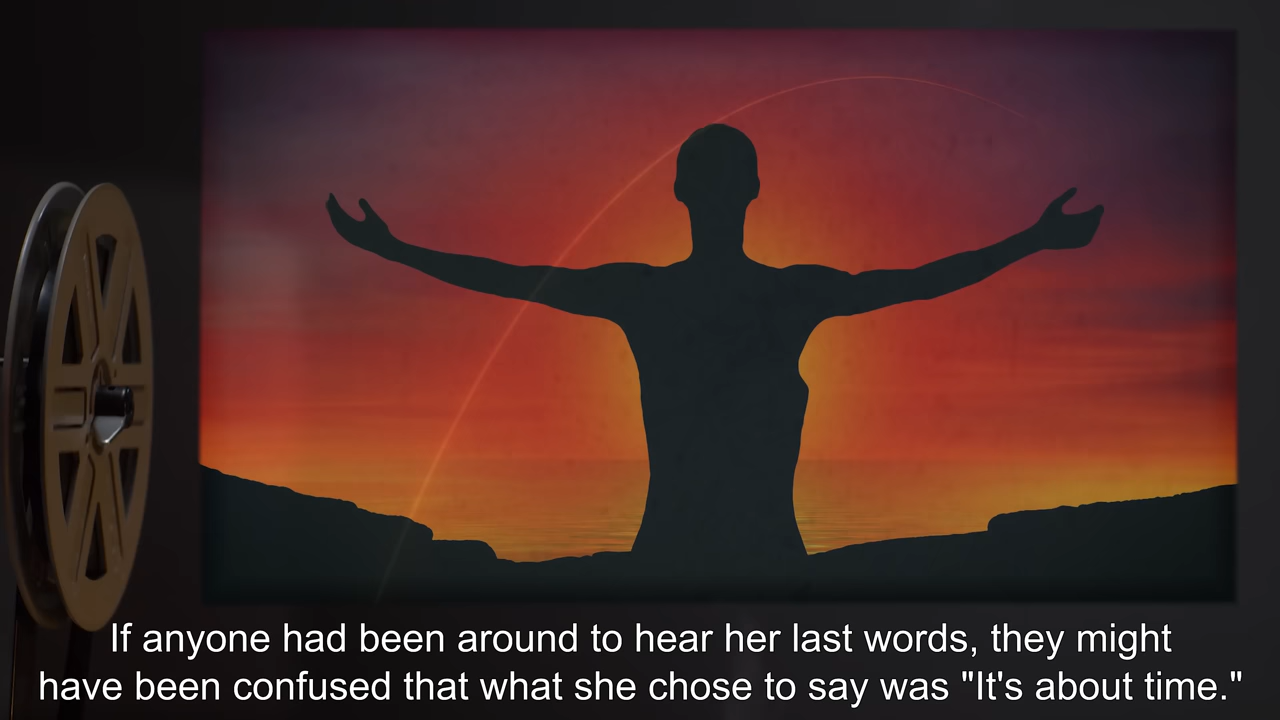 If anyone had been around to hear her last words, they might
have been confused that what she chose to say was "It's about time."